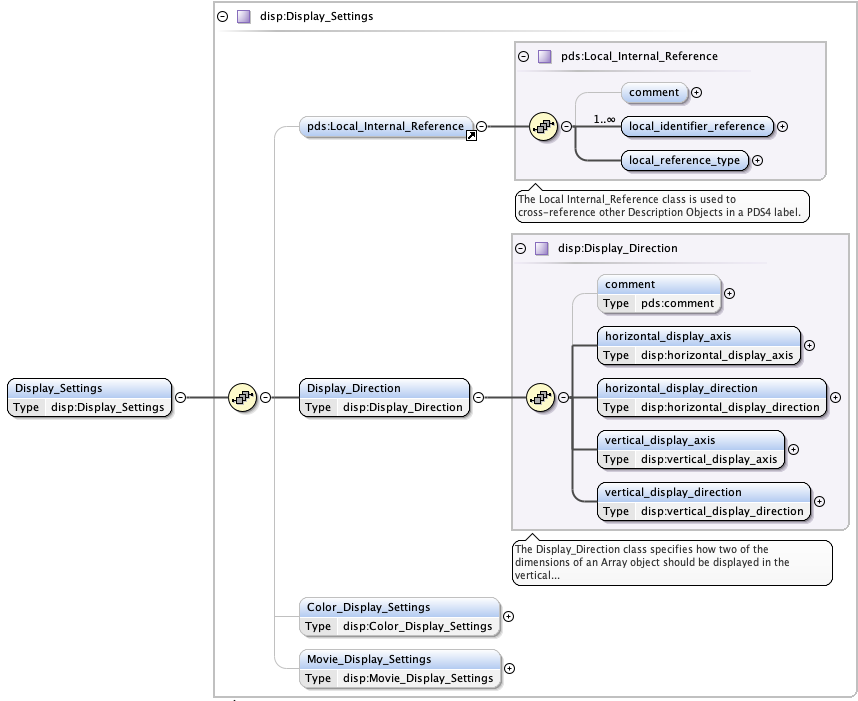 disp:Display_Settings
pds:Local_Internal_Reference
comment
pds:Local_Internal_Reference
1..∞
local_identifier_reference
local_reference_type
The Local Internal_Reference class is used to
cross-reference other Description Objects in a PDS4 label.
disp:Display_Direction
comment
Type pds:comment
horizontal_display_axis
Type disp:horizontal_display_axis
Display_Settings
Type disp:Display_Settings
Display_Direction
Type disp:Display_Direction
horizontal_display_direction
Type disp:horizontal_display_direction
vertical_display_axis
Type disp:vertical_display_axis
vertical_display_direction
Type disp:vertical_display_direction
The Display_Direction class specifies how two of the
dimensions of an Array object should be displayed in the
vertical...
Color_Display_Settings
Type disp:Color_Display_Settings
Movie_Display_Settings
Type disp:Movie_Display_Settings